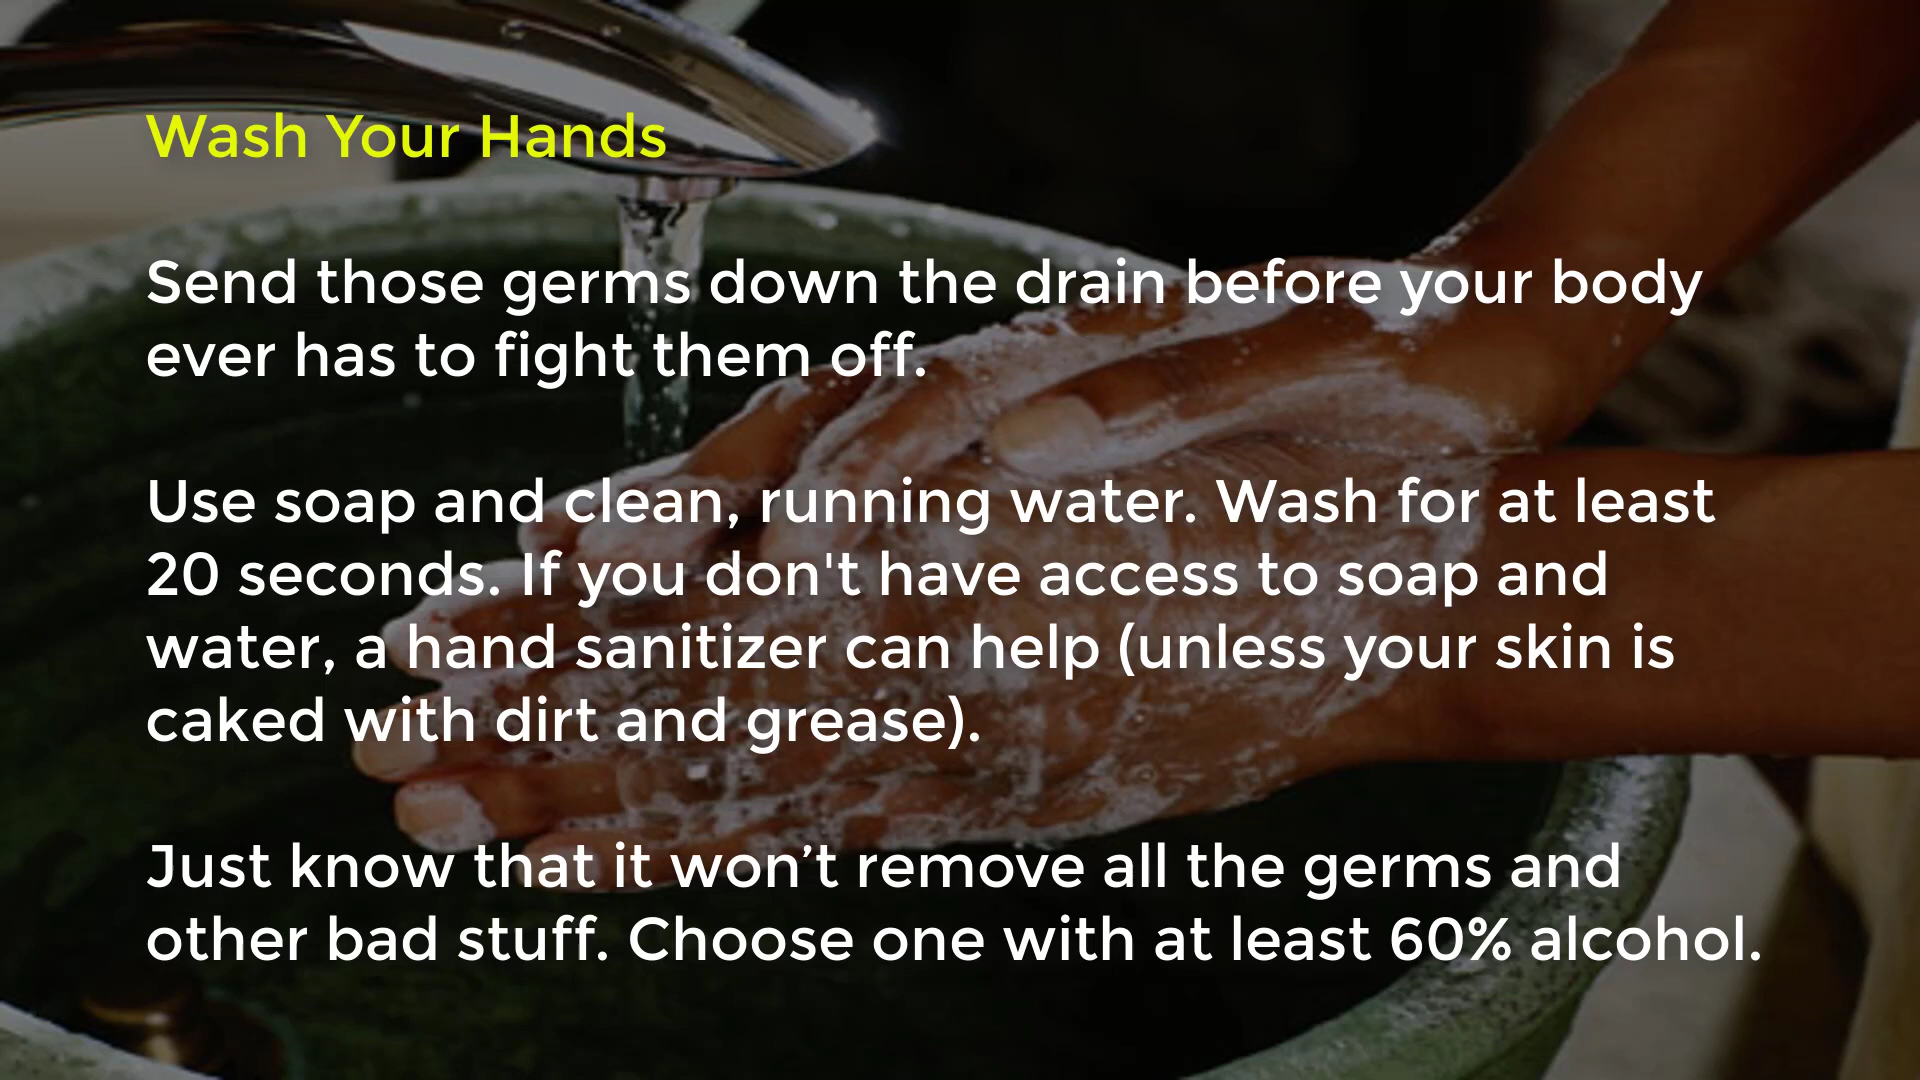 Wash Your Hands
Send those germs down the drain before your body
ever has to fight them off.
Use soap and clean, running water. Wash for at least
20 seconds. If you don't have access to soap and
water, a hand sanitizer can help (unless your skin is
caked with dirt and grease).
Just know that it won’t remove all the germs and
other bad stuff. Choose one with at least 60% alcohol.